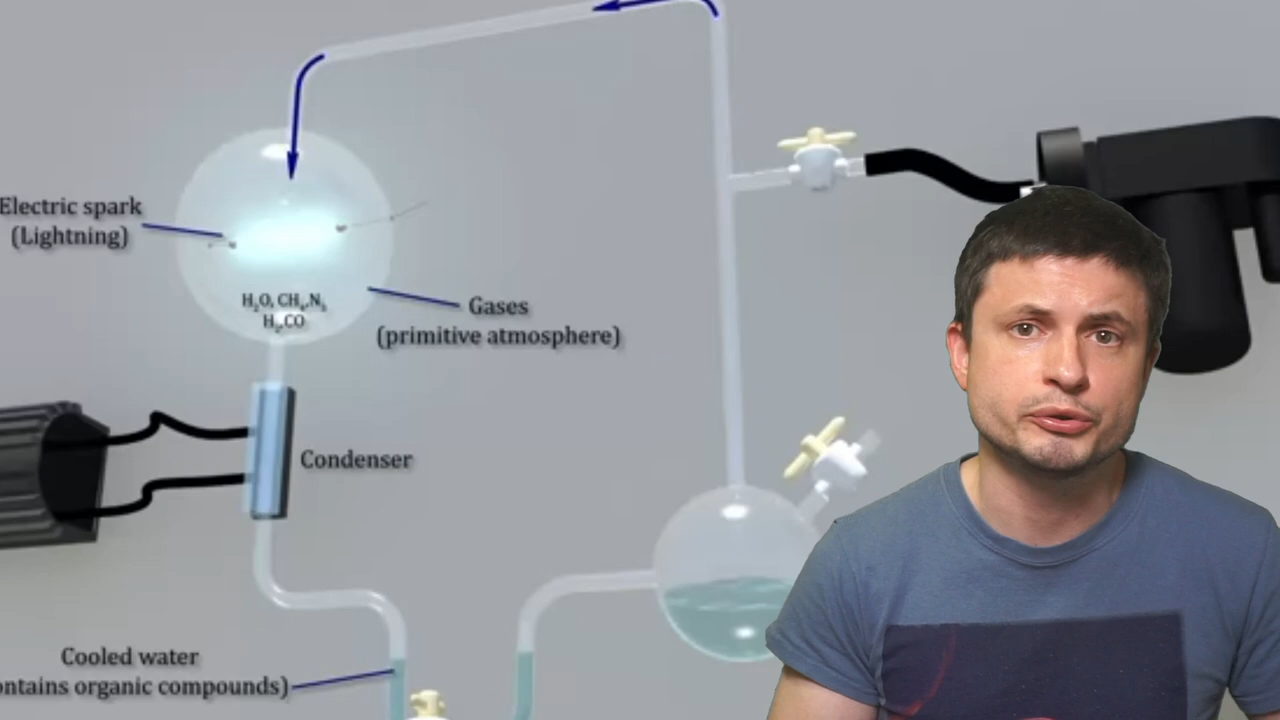 Electric spark
(Lightning)
H₂O, CH₄, N₂
H₂, CO
Gases
(primitive atmosphere)
Condenser
Cooled water
ontains organic compounds)